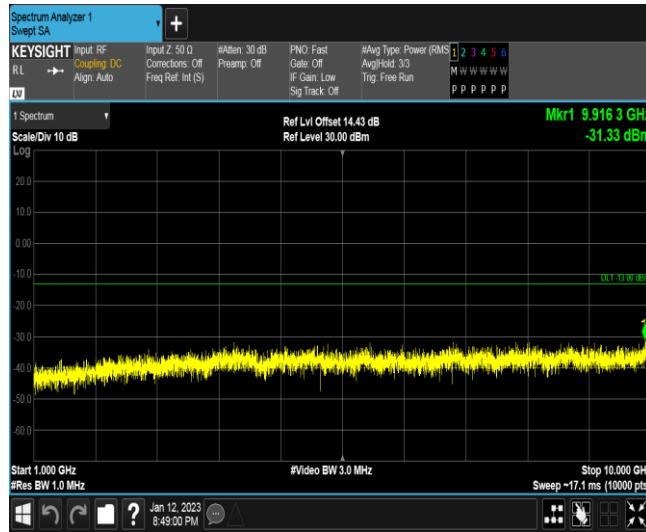 Spectrum Analyzer 1
Swept SA
+
KEYSIGHT Input: RF Input Z: 50 Ω #Atten: 30 dB PNO: Fast #Avg Type: Power (RMS 1 2 3 4 5 6
RL Coupling: DC Corrections: Off Preamp: Off Gate: Off Avg|Hold: 3/3 M W W W W W
Align: Auto Freq Ref: Int (S) IF Gain: Low Trig: Free Run
LXI Sig Track: Off P P P P P P
1 Spectrum Ref Lvl Offset 14.43 dB Mkr1 9.916 3 GHz
Scale/Div 10 dB Ref Level 30.00 dBm -31.33 dBm
Log
20.0
10.0
0.00
-10.0
DL1 -13.00 dBm
-20.0
-30.0
-40.0
-50.0
-60.0
Start 1.000 GHz #Video BW 3.0 MHz Stop 10.000 GHz
#Res BW 1.0 MHz Sweep ~17.1 ms (10000 pts
? Jan 12, 2023
8:49:00 PM